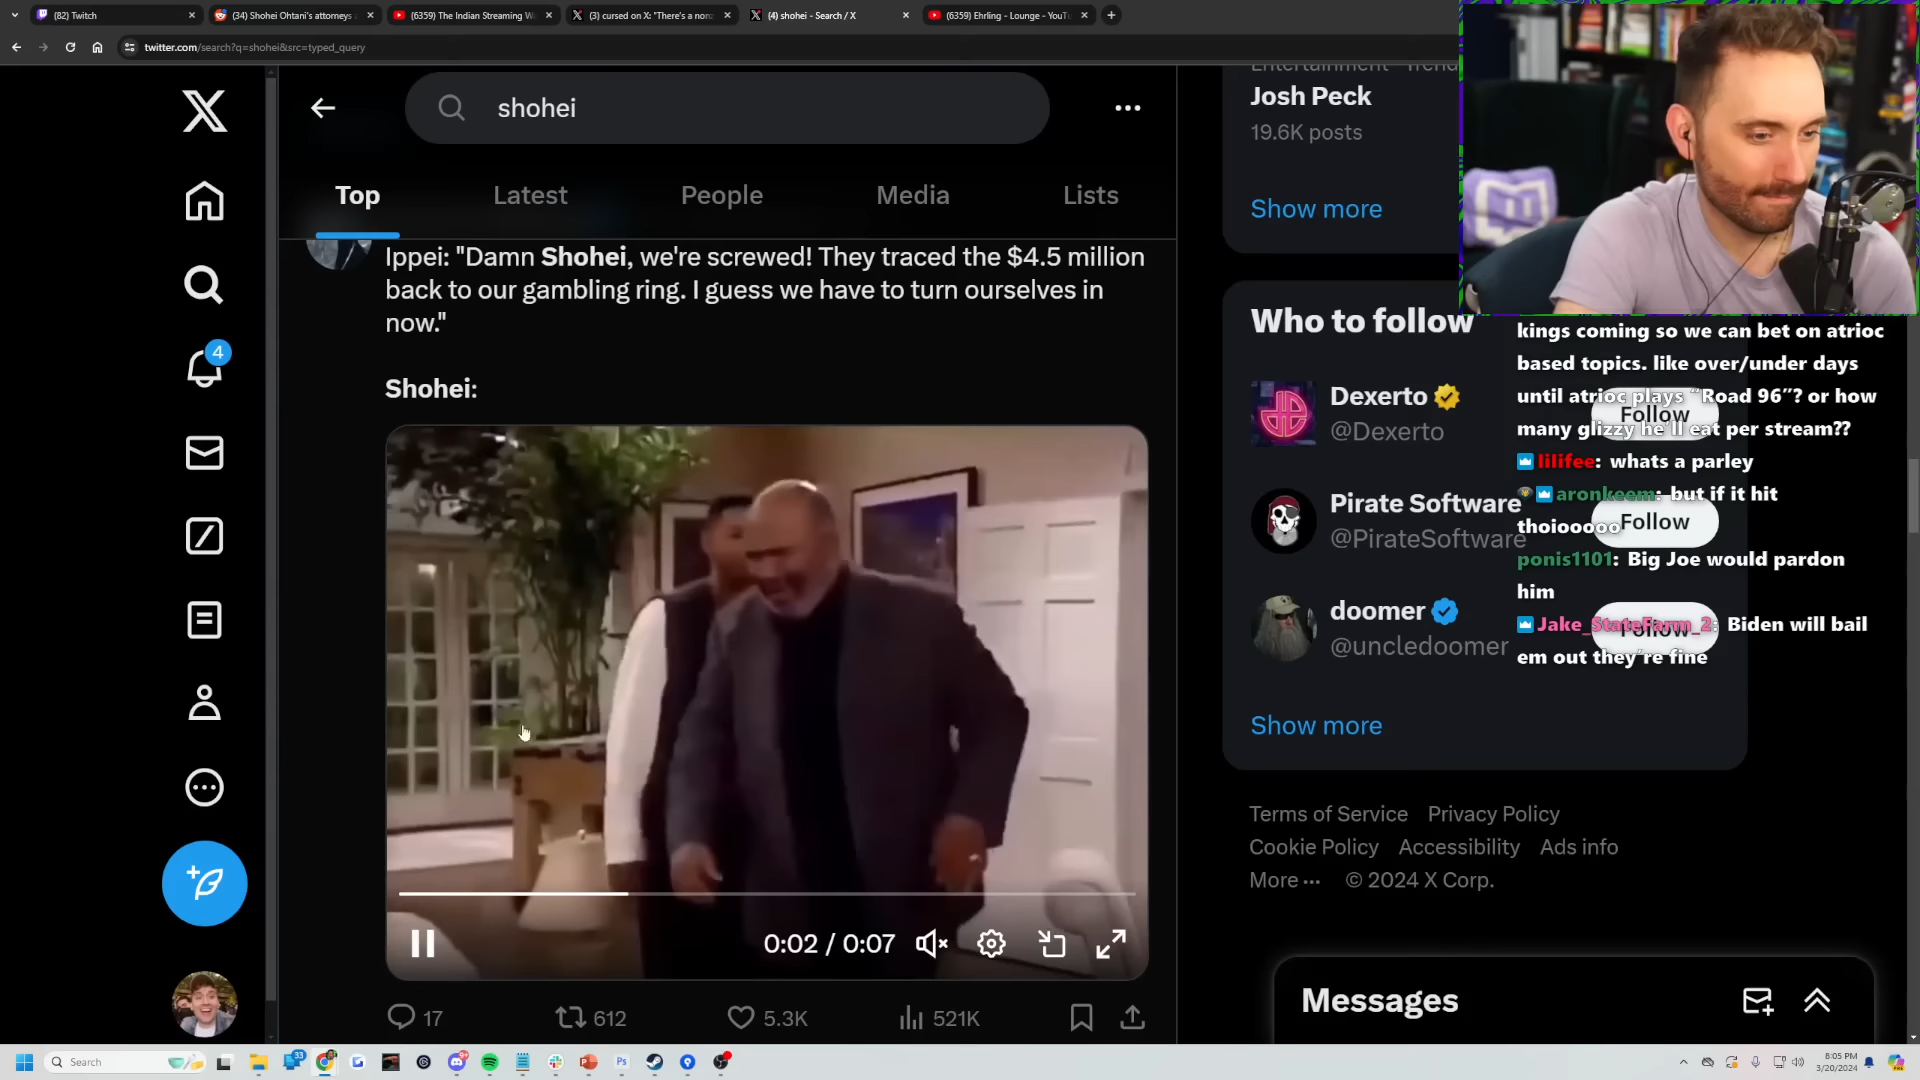 (82) Twitch
(34) Shohei Ohtani's attorneys
(6359) The Indian Streaming W
(3) cursed on X: "There's a non
(4) shohei - Search / X
(6359) Ehrling - Lounge - YouTu
twitter.com/search?q=shohei&src=typed_query
shohei
Top
Latest
People
Media
Lists
4
Ippei: "Damn Shohei, we're screwed! They traced the $4.5 million
back to our gambling ring. I guess we have to turn ourselves in
now."
Shohei:
0:02 / 0:07
17
612
5.3K
521K
Josh Peck
19.6K posts
Show more
Who to follow
Dexerto
@Dexerto
Follow
Pirate Software
@PirateSoftware
Follow
doomer
@uncledoomer
Follow
Show more
Terms of Service Privacy Policy
Cookie Policy Accessibility Ads info
More ··· © 2024 X Corp.
Messages
kings coming so we can bet on atrioc
based topics. like over/under days
until atrioc plays "Road 96"? or how
many glizzy he'll eat per stream??
lilifee: whats a parley
aronkeem: but if it hit
thoiooooo
ponis1101: Big Joe would pardon
him
Jake_StateFarm_2: Biden will bail
em out they're fine
Search
33
8:05 PM
3/20/2024